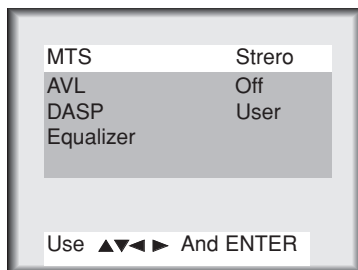 MTS Strero
AVL Off
DASP User
Equalizer
Use ▲▼◄ ► And ENTER